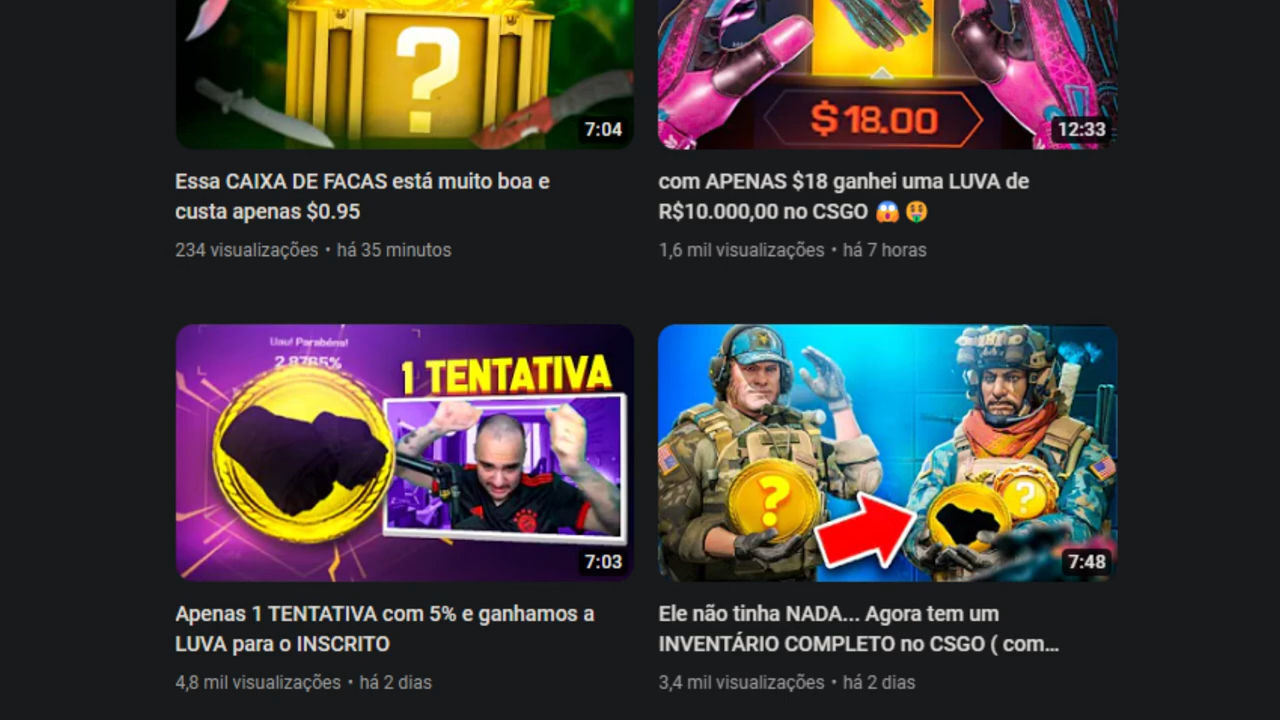 ?
7:04
$18.00
12:33
Essa CAIXA DE FACAS está muito boa e
custa apenas $0.95
234 visualizações • há 35 minutos
com APENAS $18 ganhei uma LUVA de
R$10.000,00 no CSGO 😱 🤑
1,6 mil visualizações • há 7 horas
Uau! Parabéns!
2.8765%
1 TENTATIVA
7:03
?
?
7:48
Apenas 1 TENTATIVA com 5% e ganhamos a
LUVA para o INSCRITO
4,8 mil visualizações • há 2 dias
Ele não tinha NADA... Agora tem um
INVENTÁRIO COMPLETO no CSGO ( com...
3,4 mil visualizações • há 2 dias